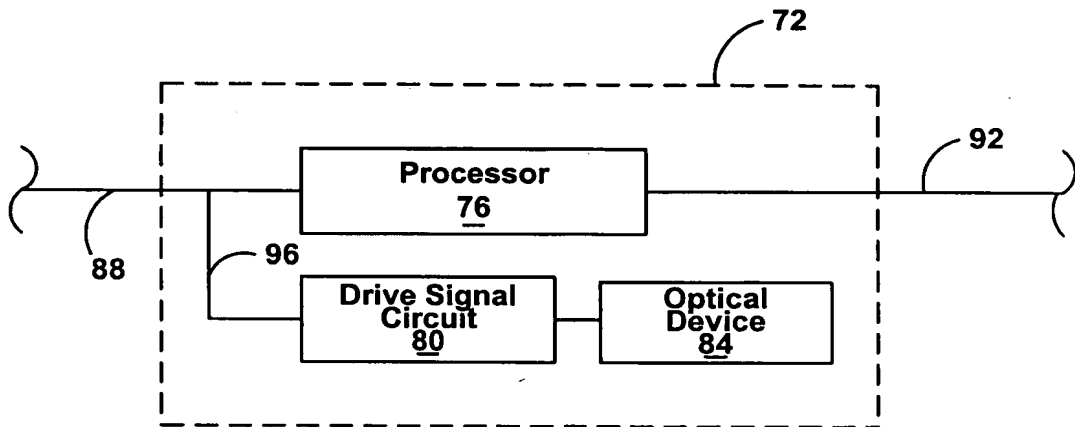 72
92
Processor
76
88
96
Drive Signal
Circuit
80
Optical
Device
84